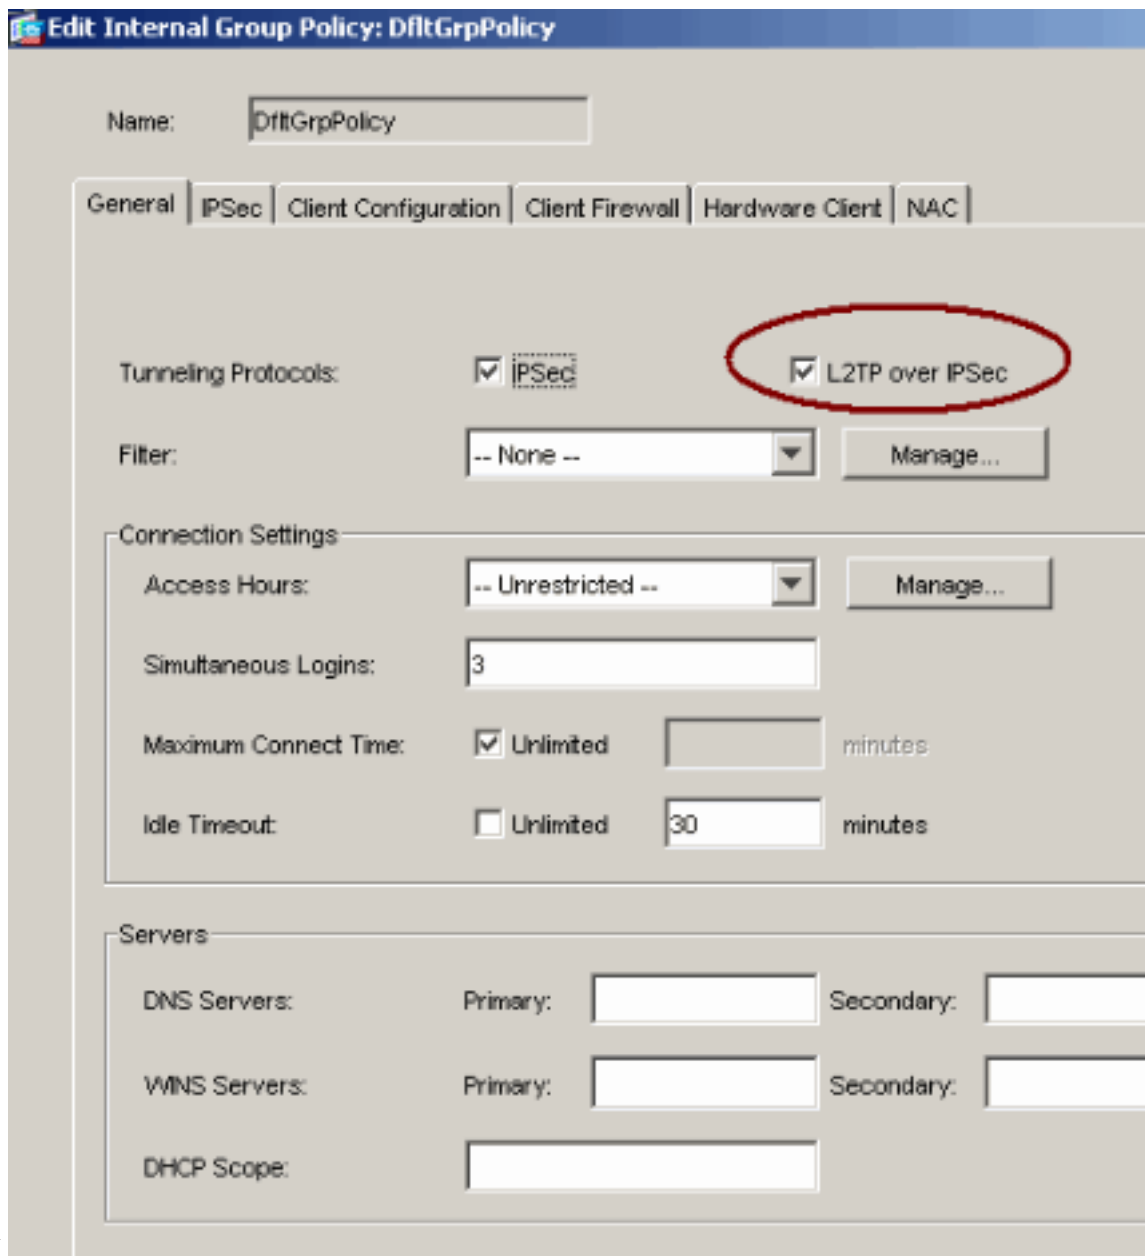 Edit Internal Group Policy: DfltGrpPolicy
Name: DfltGrpPolicy
General IPSec Client Configuration Client Firewall Hardware Client NAC
Tunneling Protocols: IPSec L2TP over IPSec
Filter: -- None -- Manage...
Connection Settings
Access Hours: -- Unrestricted -- Manage...
Simultaneous Logins: 3
Maximum Connect Time: Unlimited minutes
Idle Timeout: Unlimited 30 minutes
Servers
DNS Servers: Primary: Secondary:
WINS Servers: Primary: Secondary:
DHCP Scope: